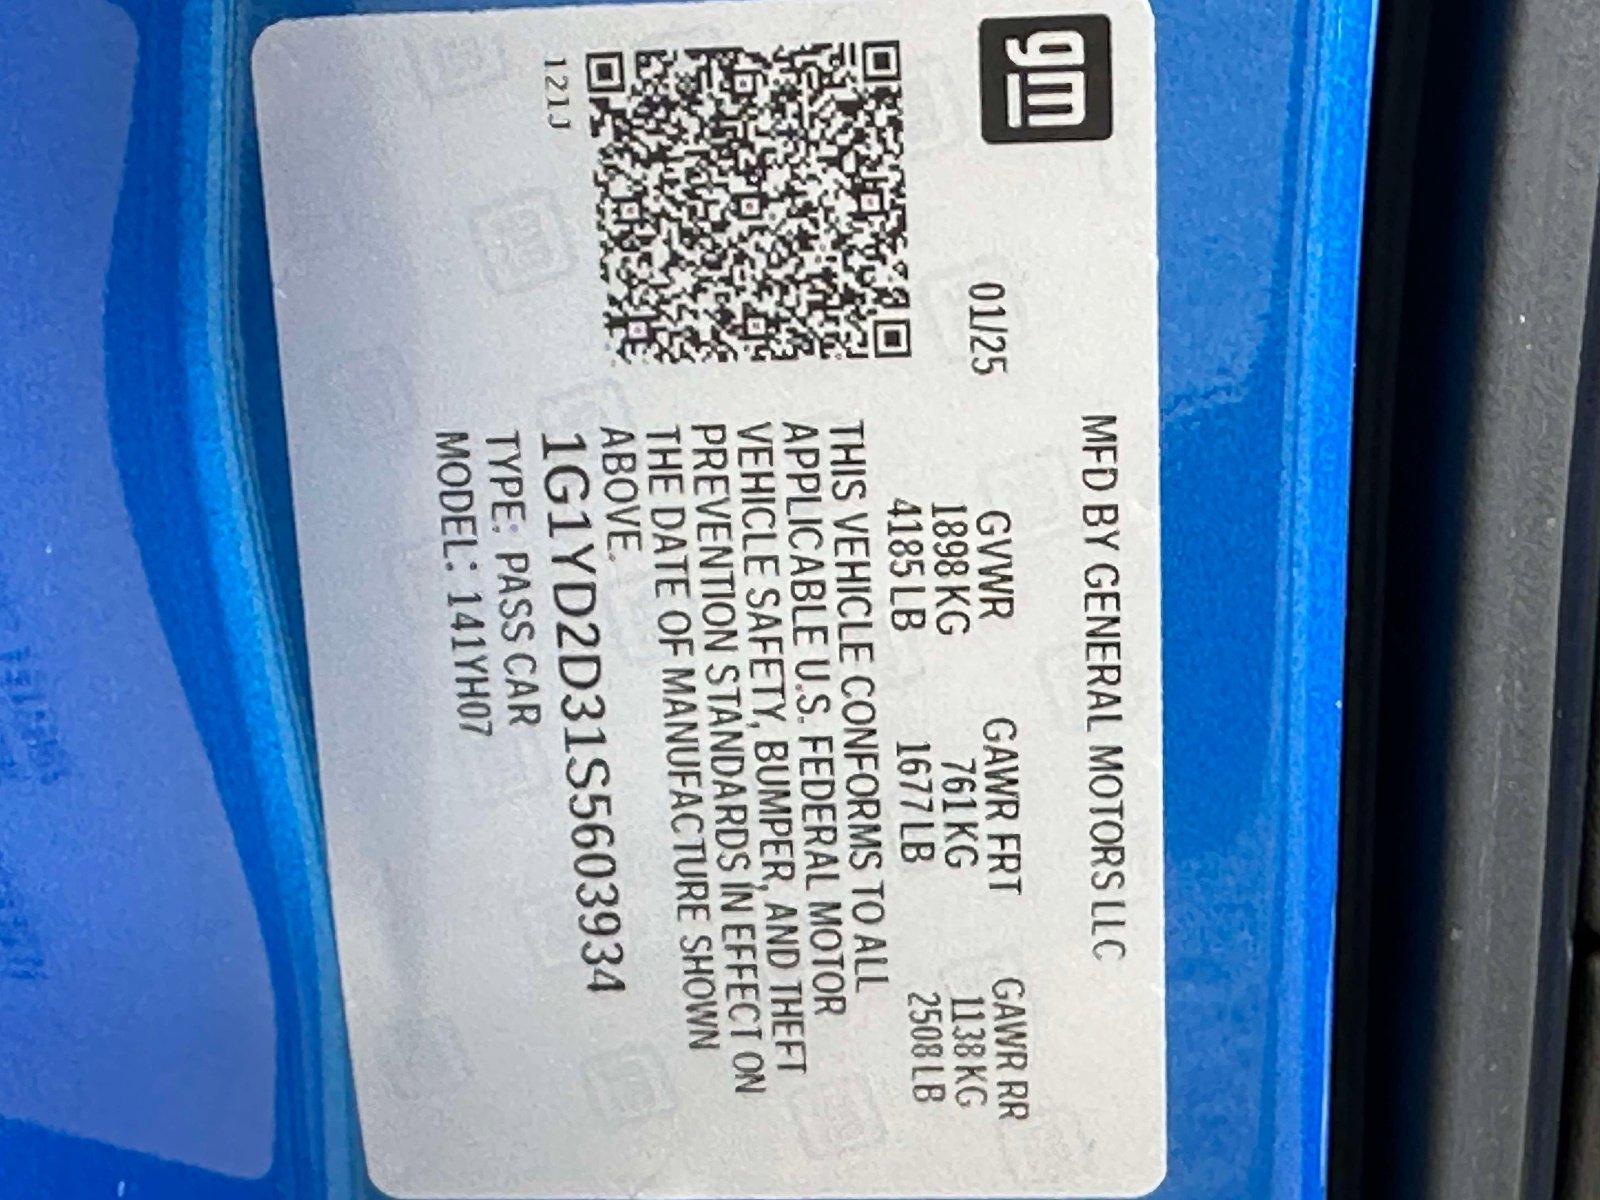 gm
MFD BY GENERAL MOTORS LLC
01/25
GVWR GAWR FRT GAWR RR
1898 KG 761 KG 1138 KG
4185 LB 1677 LB 2508 LB
THIS VEHICLE CONFORMS TO ALL
APPLICABLE U.S. FEDERAL MOTOR
VEHICLE SAFETY, BUMPER, AND THEFT
PREVENTION STANDARDS IN EFFECT ON
THE DATE OF MANUFACTURE SHOWN
ABOVE.
1G1YD2D31S5603934
TYPE: PASS CAR
MODEL: 141YH07
121J